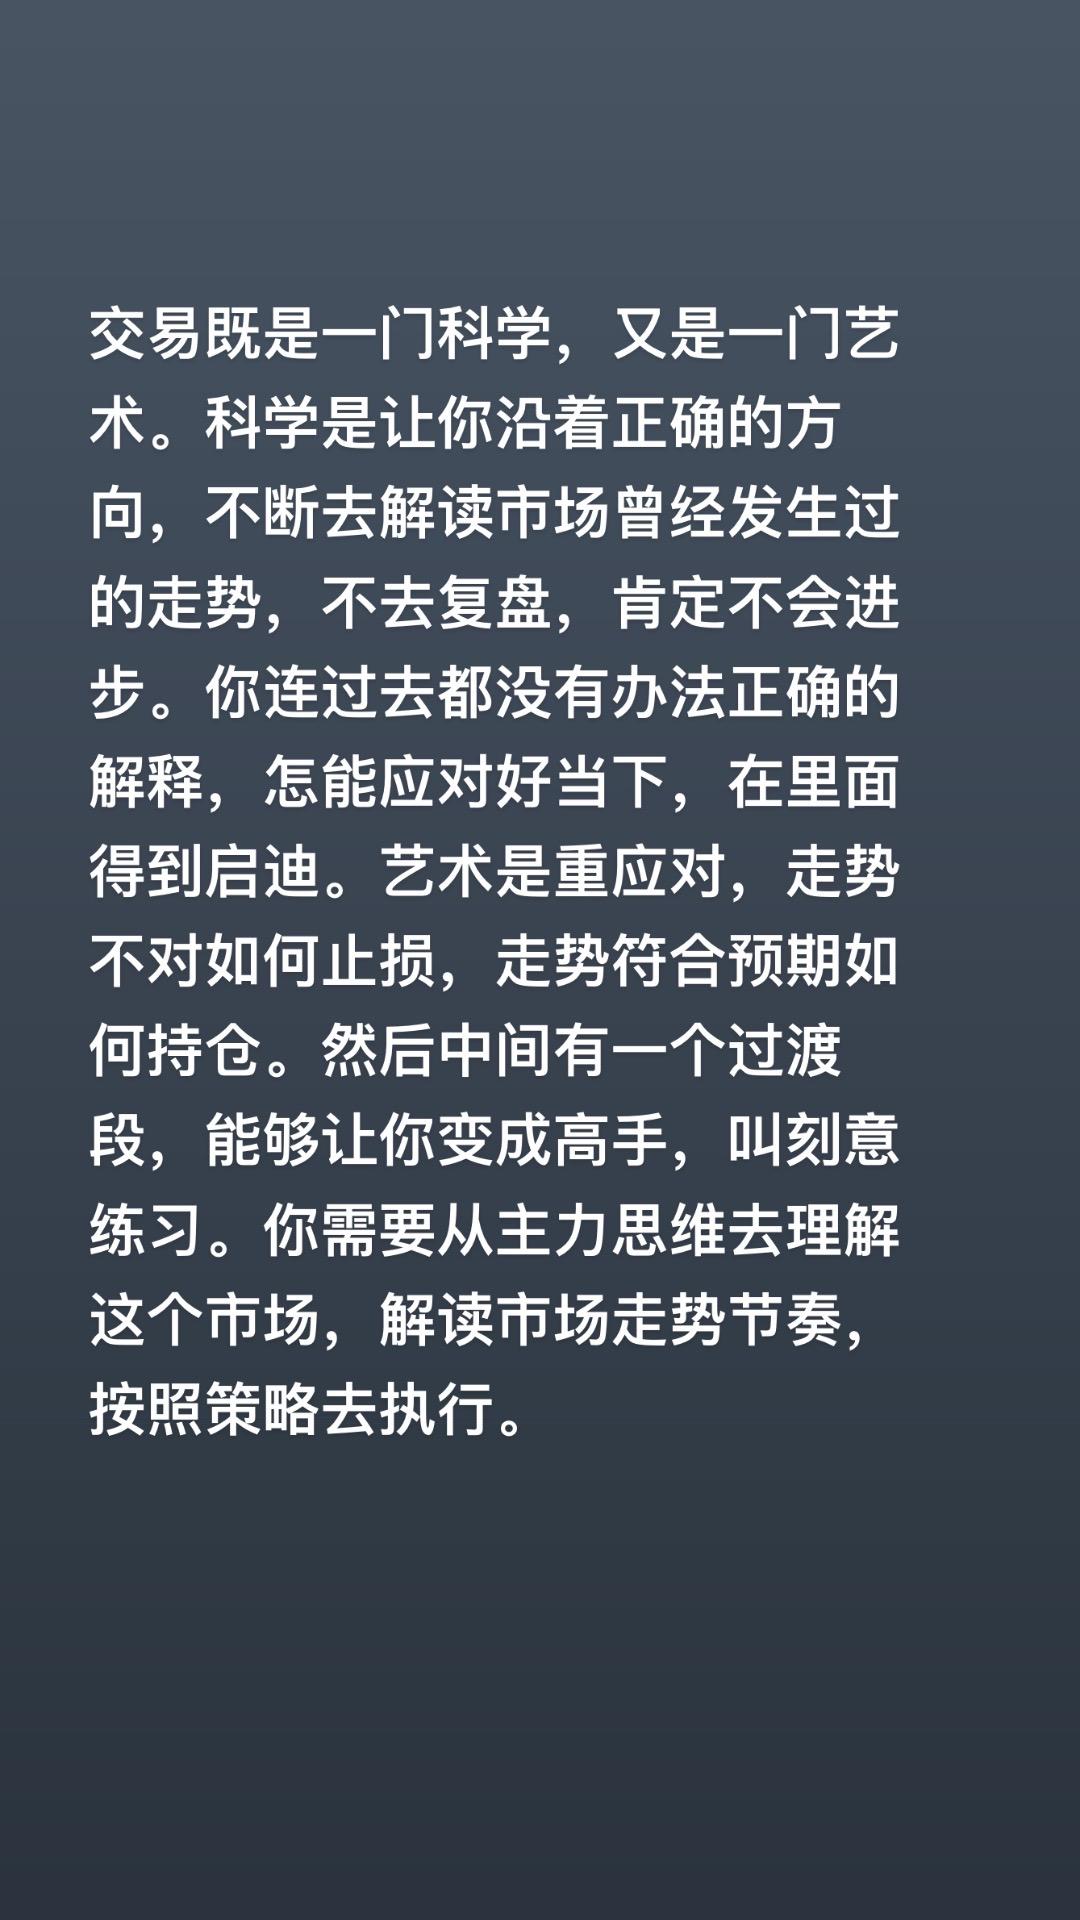 交易既是一门科学，又是一门艺
术。科学是让你沿着正确的方
向，不断去解读市场曾经发生过
的走势，不去复盘，肯定不会进
步。你连过去都没有办法正确的
解释，怎能应对好当下，在里面
得到启迪。艺术是重应对，走势
不对如何止损，走势符合预期如
何持仓。然后中间有一个过渡
段，能够让你变成高手，叫刻意
练习。你需要从主力思维去理解
这个市场，解读市场走势节奏，
按照策略去执行。